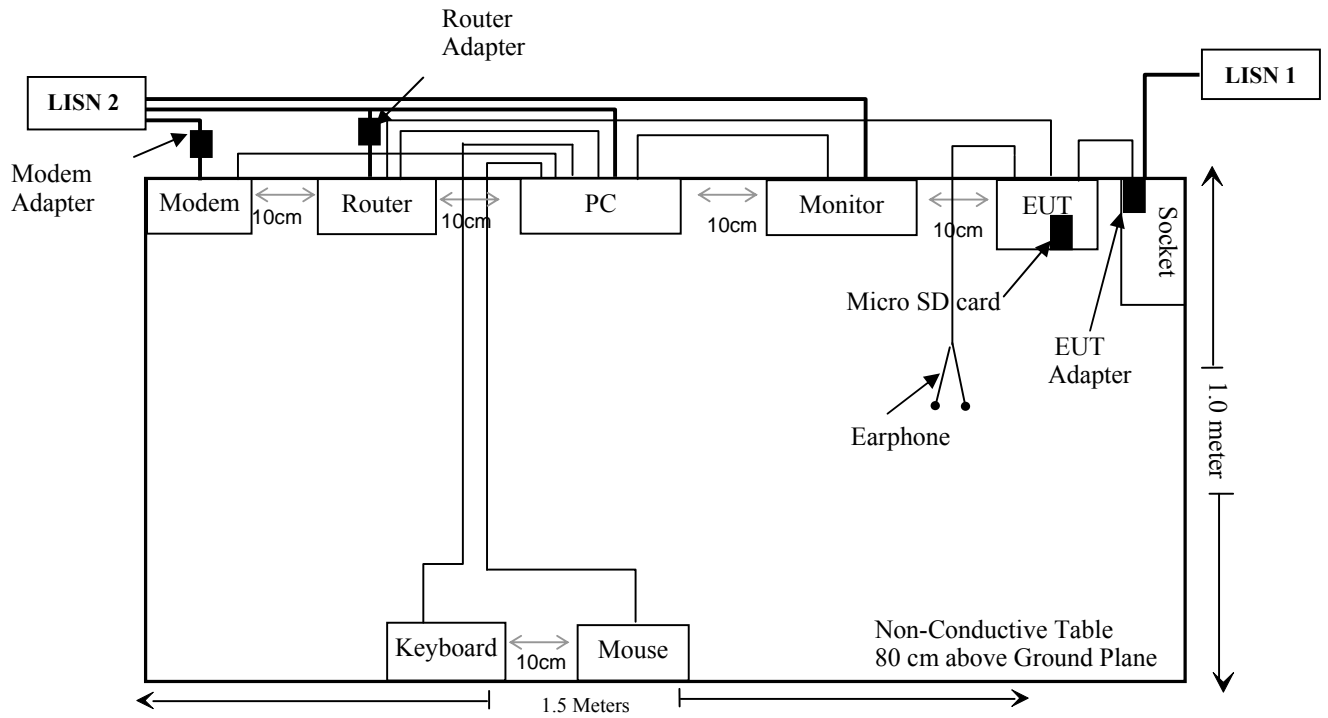 Router
Adapter
LISN 2
LISN 1
Modem
Adapter
Modem
10cm
Router
10cm
PC
10cm
Monitor
10cm
EUT
Socket
Micro SD card
EUT
Adapter
Earphone
1.0 meter
Keyboard
10cm
Mouse
Non-Conductive Table
80 cm above Ground Plane
1.5 Meters